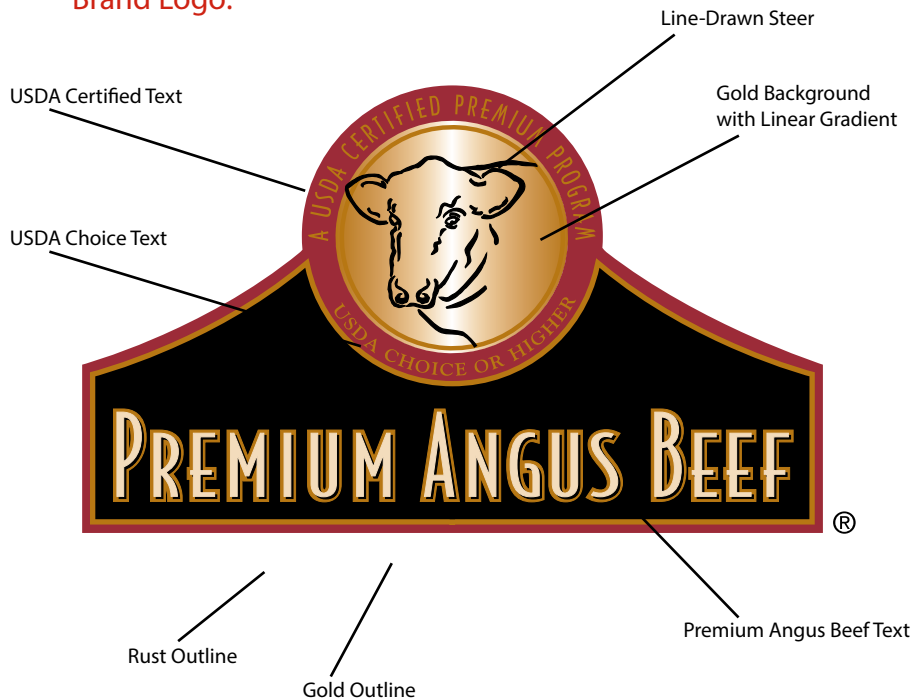 Brand Logo:
Line-Drawn Steer
USDA Certified Text
Gold Background
with Linear Gradient
A USDA CERTIFIED PREMIUM PROGRAM
USDA Choice Text
USDA CHOICE OR HIGHER
PREMIUM ANGUS BEEF
®
Premium Angus Beef Text
Rust Outline
Gold Outline